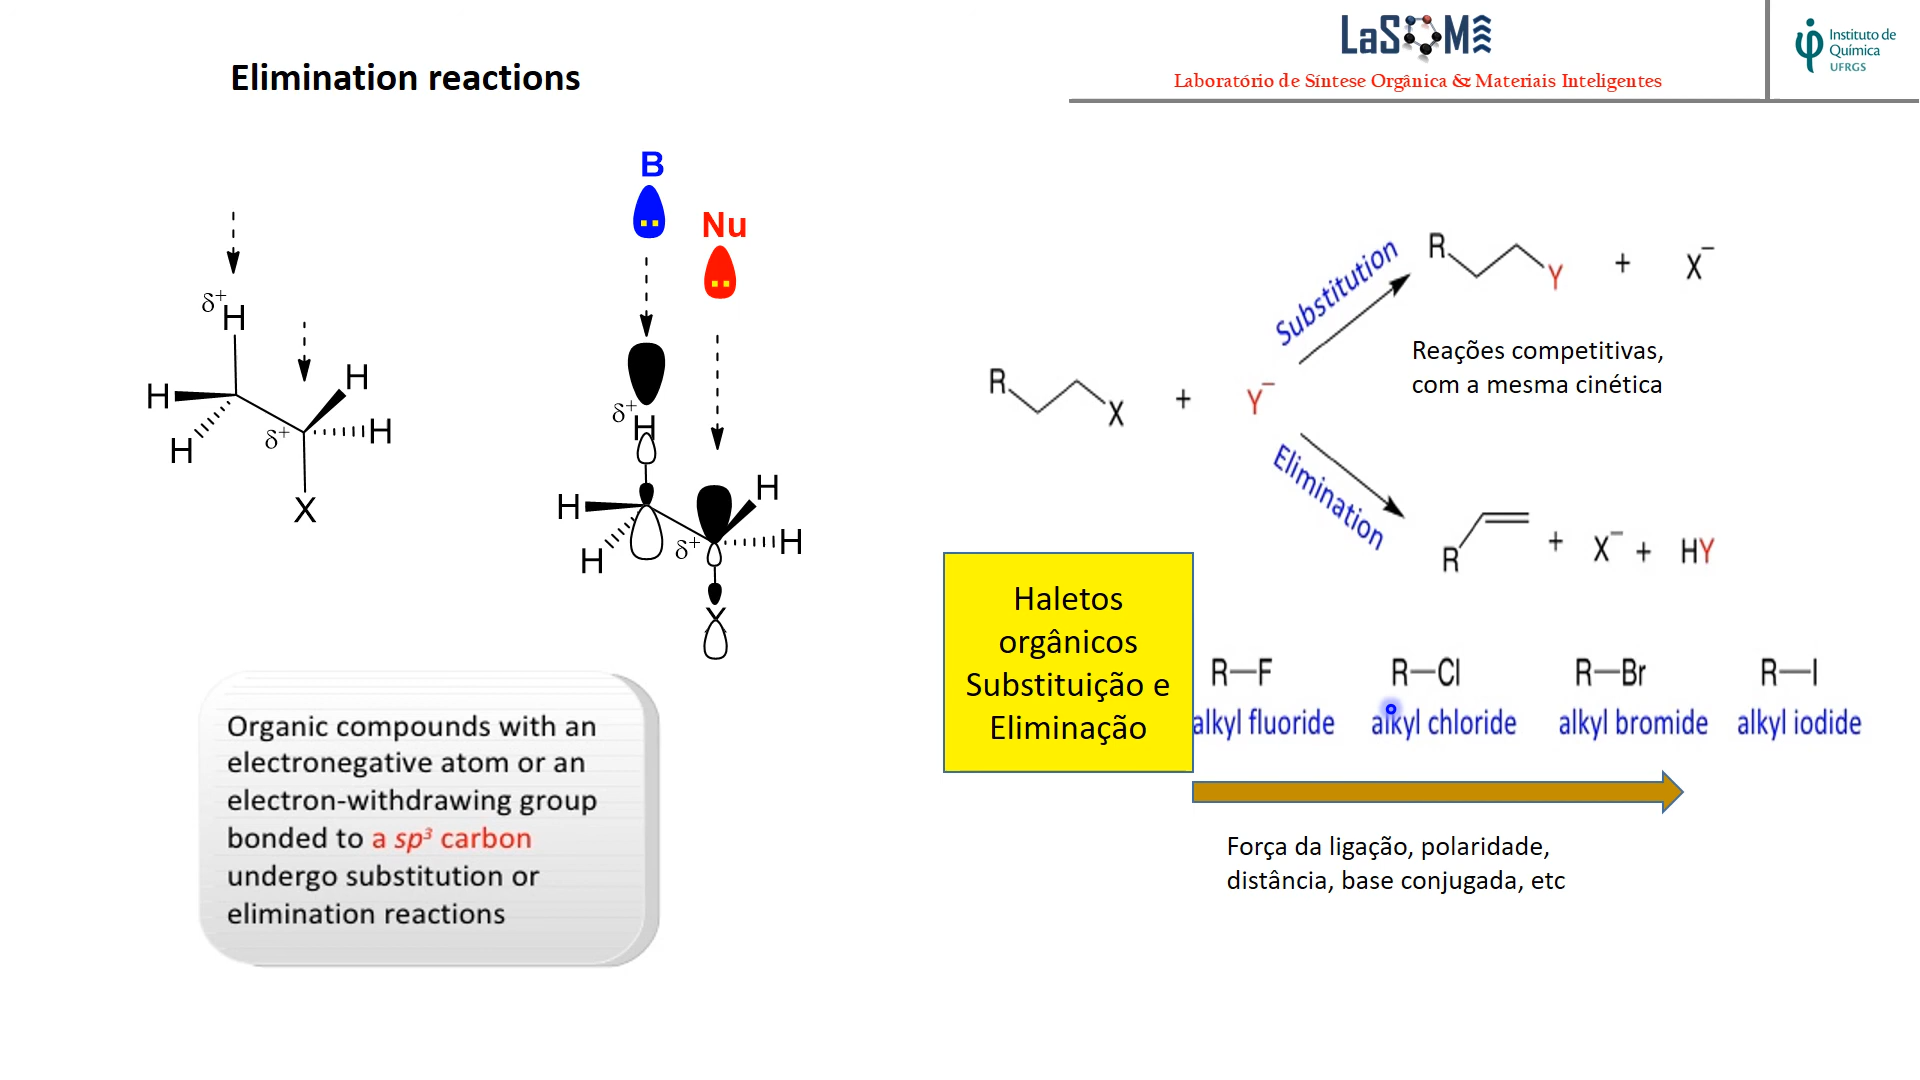 Elimination reactions
LaSOMI
Laboratório de Síntese Orgânica & Materiais Inteligentes
Instituto de
Química
UFRGS
δ+
H
H
H
δ+
H
H
X
B
Nu
δ+
H
H
H
δ+
H
H
X
Organic compounds with an
electronegative atom or an
electron-withdrawing group
bonded to a sp³ carbon
undergo substitution or
elimination reactions
R X + Y⁻
Substitution
R Y + X⁻
Reações competitivas,
com a mesma cinética
Elimination
R + X⁻ + HY
Haletos
orgânicos
Substituição e
Eliminação
R—F R—Cl R—Br R—I
alkyl fluoride alkyl chloride alkyl bromide alkyl iodide
Força da ligação, polaridade,
distância, base conjugada, etc